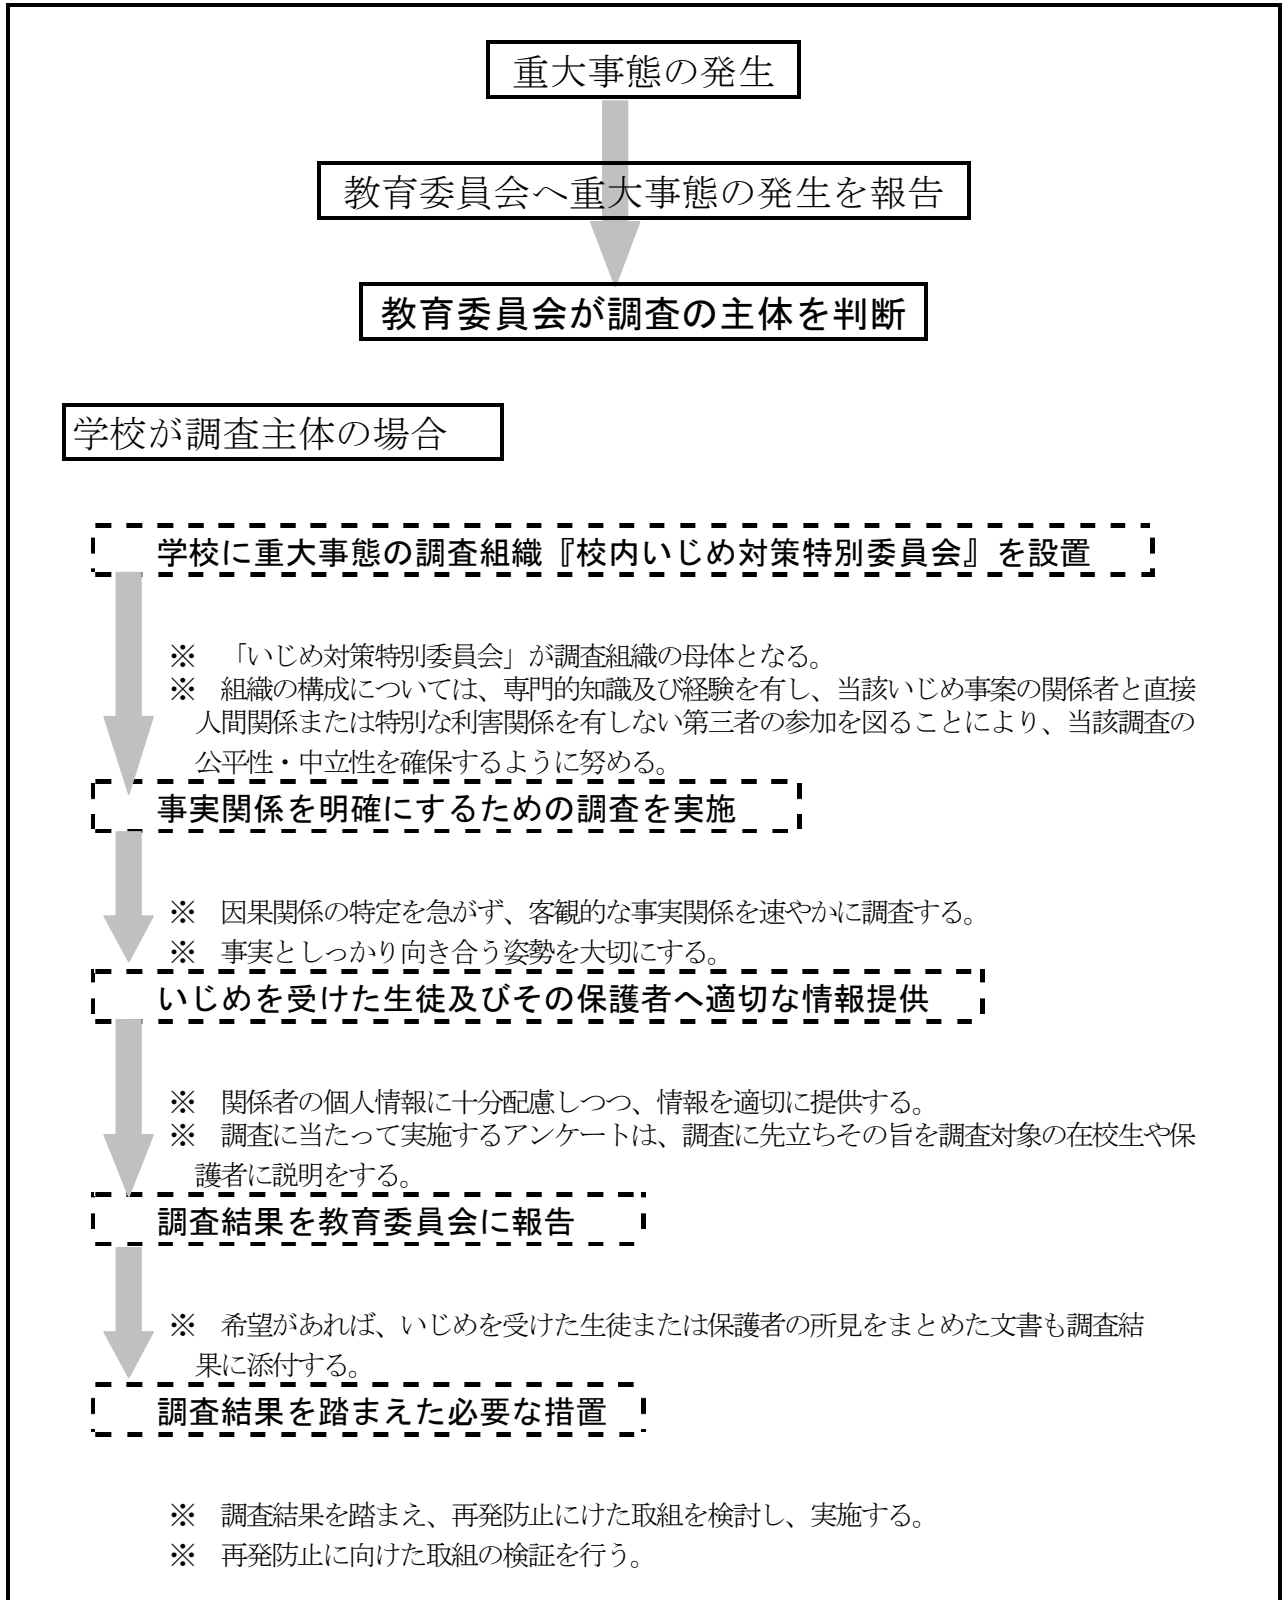 重大事態の発生
教育委員会へ重大事態の発生を報告
教育委員会が調査の主体を判断
学校が調査主体の場合
学校に重大事態の調査組織『校内いじめ対策特別委員会』を設置
※ 「いじめ対策特別委員会」が調査組織の母体となる。
※ 組織の構成については、専門的知識及び経験を有し、当該いじめ事案の関係者と直接
人間関係または特別な利害関係を有しない第三者の参加を図ることにより、当該調査の
公平性・中立性を確保するように努める。
事実関係を明確にするための調査を実施
※ 因果関係の特定を急がず、客観的な事実関係を速やかに調査する。
※ 事実としっかり向き合う姿勢を大切にする。
いじめを受けた生徒及びその保護者へ適切な情報提供
※ 関係者の個人情報に十分配慮しつつ、情報を適切に提供する。
※ 調査に当たって実施するアンケートは、調査に先立ちその旨を調査対象の在校生や保
護者に説明をする。
調査結果を教育委員会に報告
※ 希望があれば、いじめを受けた生徒または保護者の所見をまとめた文書も調査結
果に添付する。
調査結果を踏まえた必要な措置
※ 調査結果を踏まえ、再発防止にけた取組を検討し、実施する。
※ 再発防止に向けた取組の検証を行う。